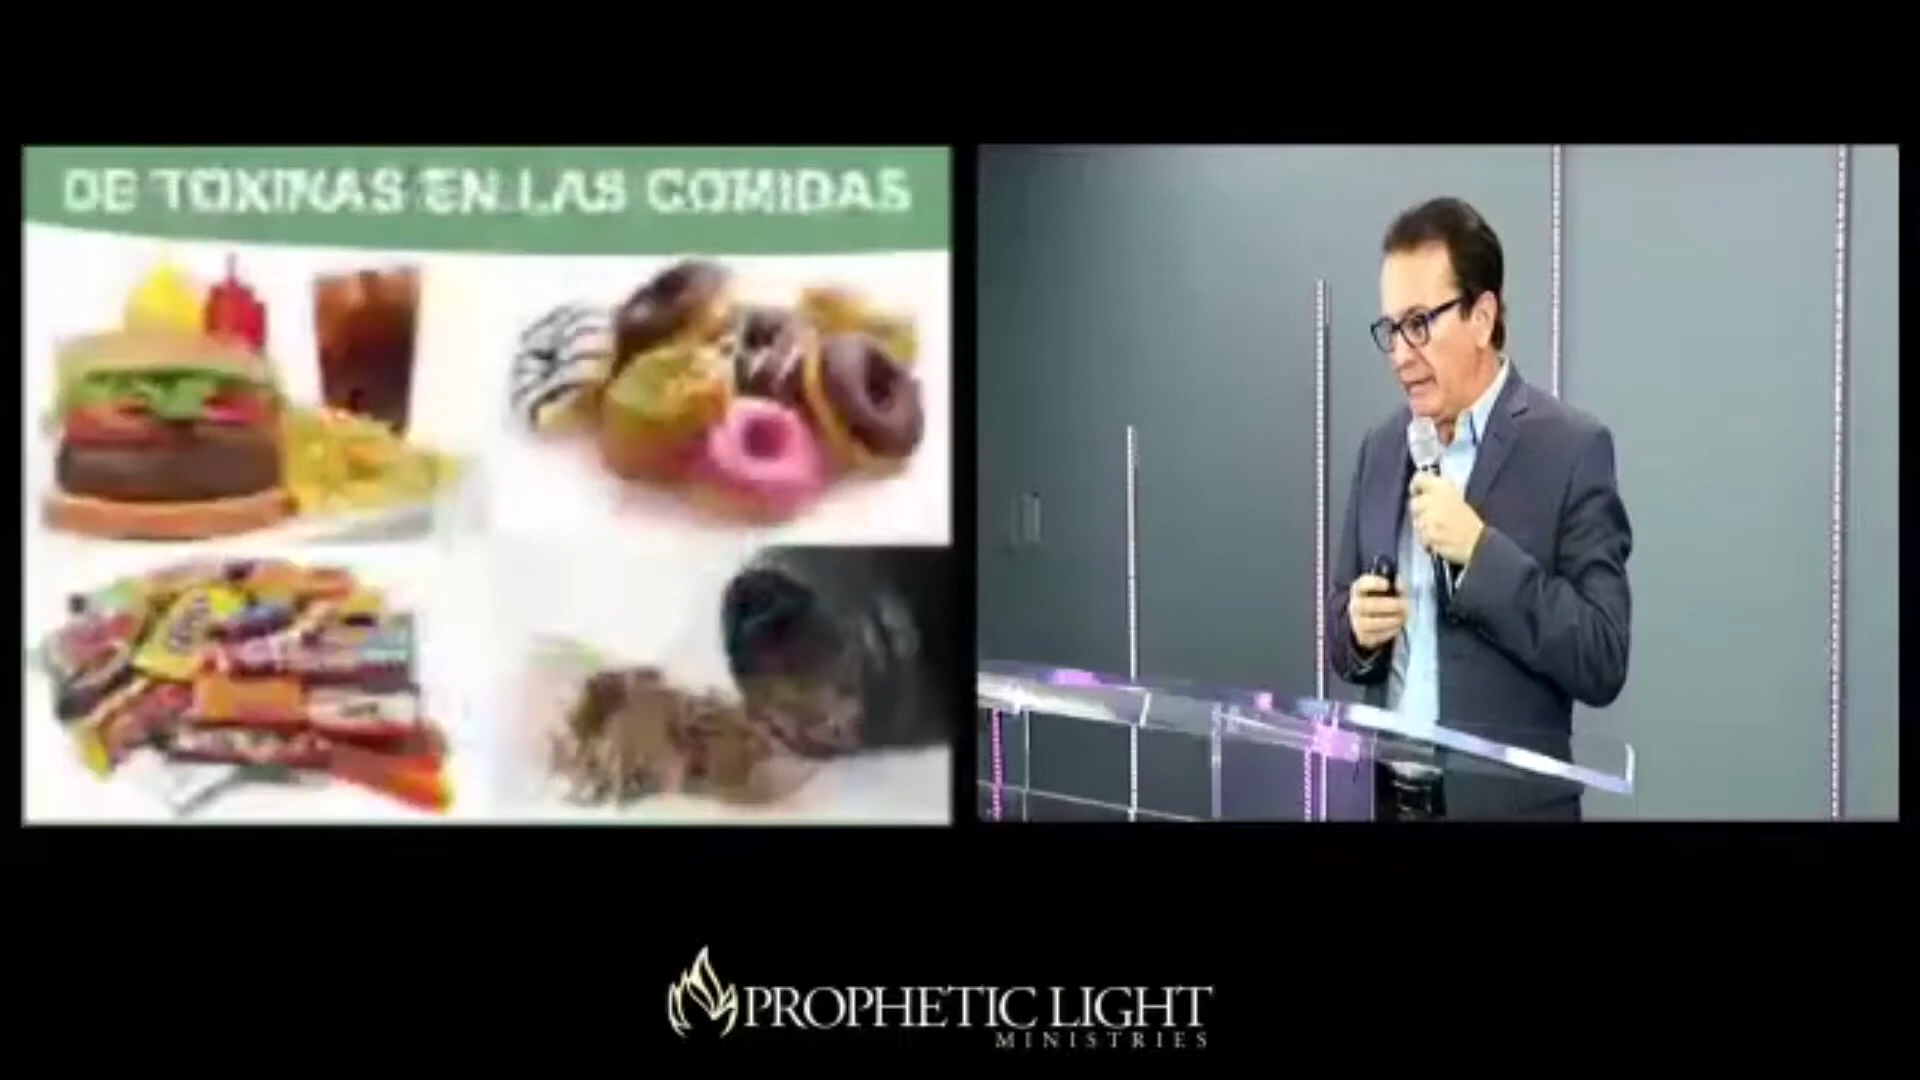 DE TOXINAS EN LAS COMIDAS
PROPHETIC LIGHT
MINISTRIES